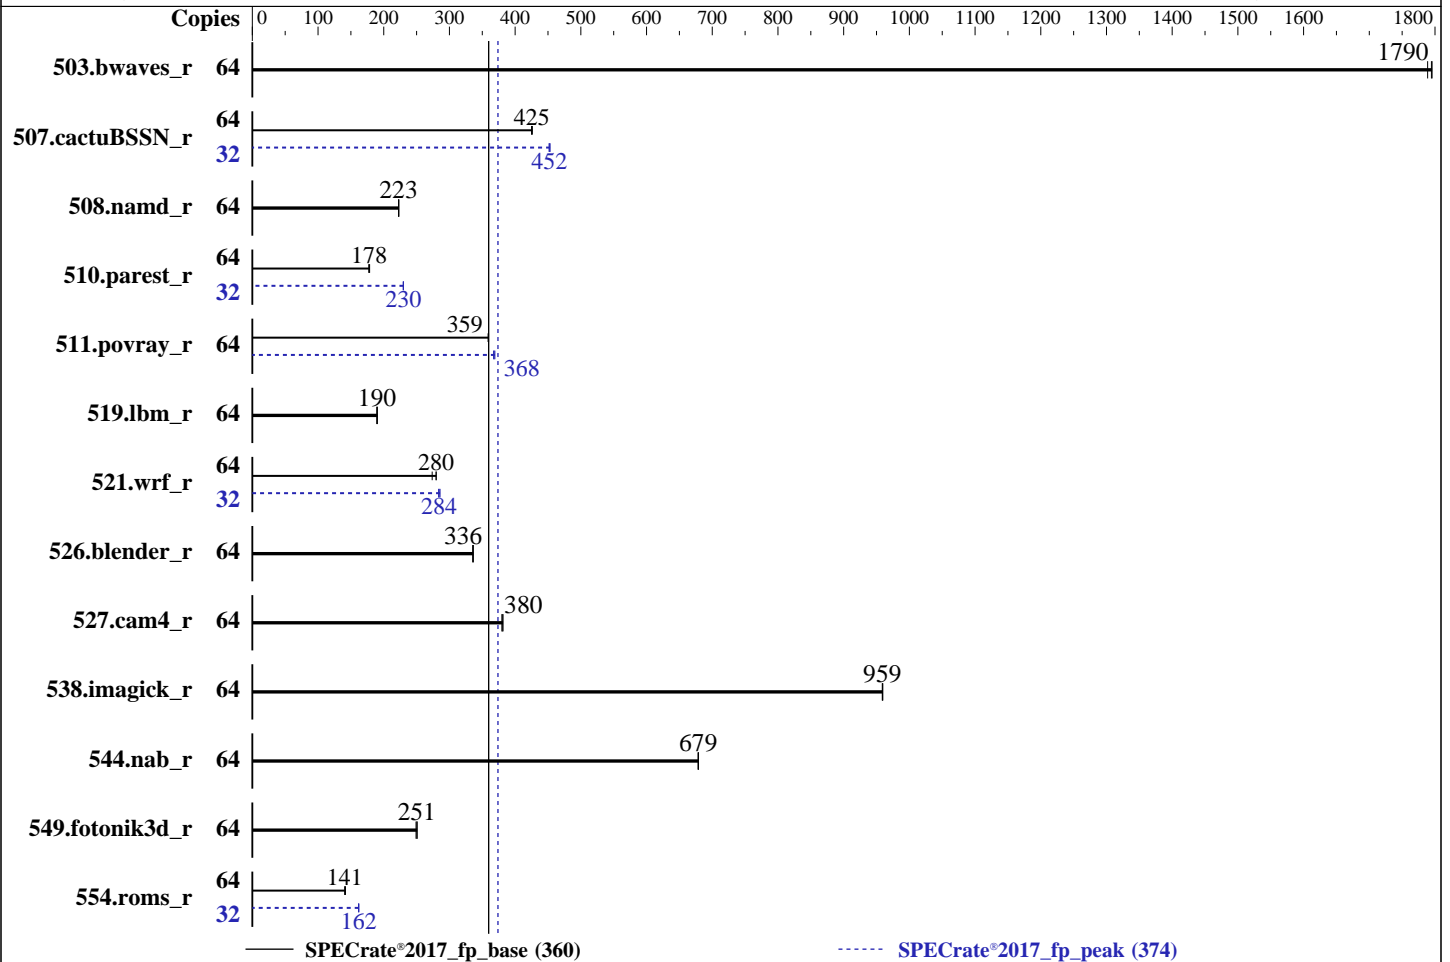 Copies 0 100 200 300 400 500 600 700 800 900 1000 1100 1200 1300 1400 1500 1600 1800
503.bwaves_r 64 1790
507.cactuBSSN_r 64 425
32 452
508.namd_r 64 223
510.parest_r 64 178
32 230
511.povray_r 64 359
368
519.lbm_r 64 190
521.wrf_r 64 280
32 284
526.blender_r 64 336
527.cam4_r 64 380
538.imagick_r 64 959
544.nab_r 64 679
549.fotonik3d_r 64 251
554.roms_r 64 141
32 162
SPECrate®2017_fp_base (360) SPECrate®2017_fp_peak (374)